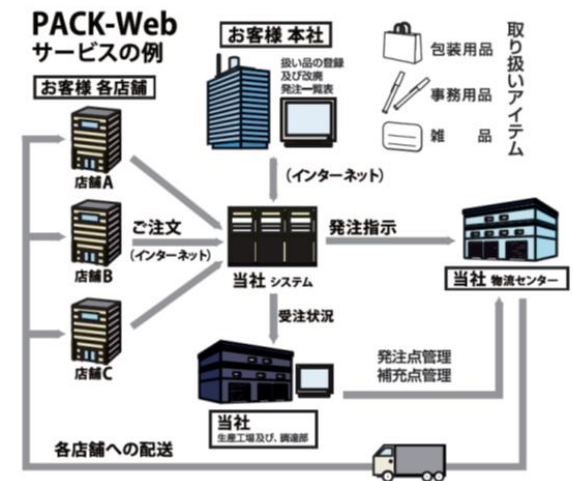 PACK-Web
サービスの例
お客様 各店舗
お客様 本社
扱い品の登録
及び改廃
発注一覧表
取り扱いアイテム
包装用品
事務用品
雑 品
(インターネット)
店舗A
店舗B
店舗C
ご注文
(インターネット)
当社 システム
発注指示
当社 物流センター
受注状況
当社
生産工場及び、調達部
発注点管理
補充点管理
各店舗への配送